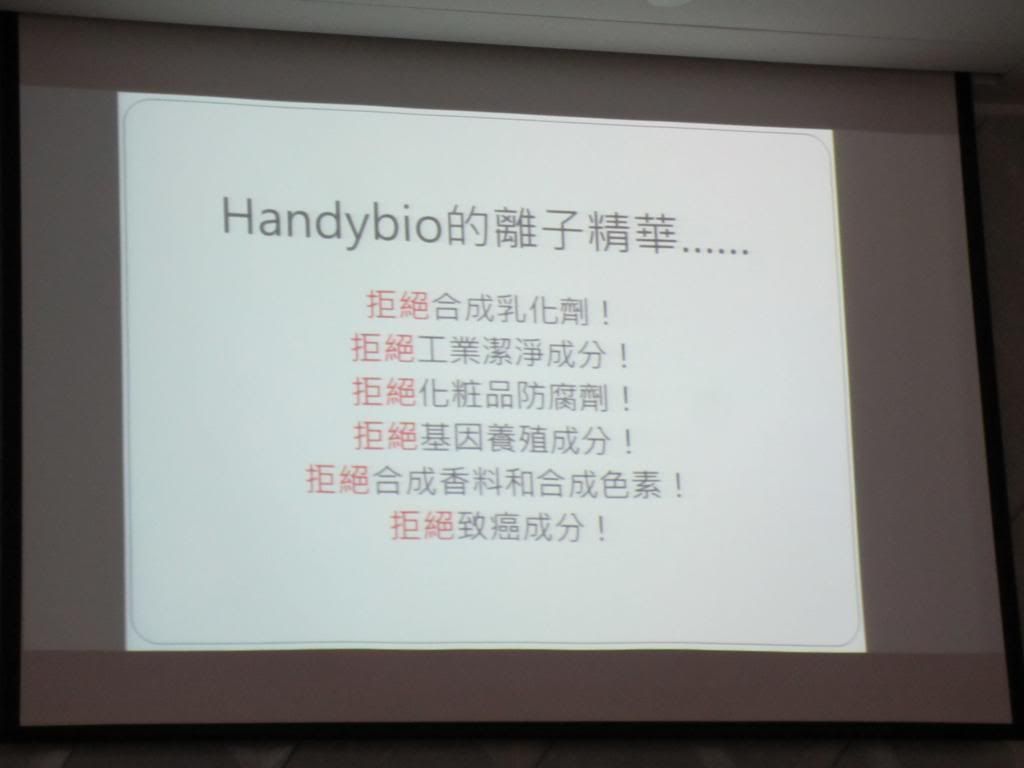 Handybio的離子精華......
拒絕合成乳化劑！
拒絕工業潔淨成分！
拒絕化粧品防腐劑！
拒絕基因養殖成分！
拒絕合成香料和合成色素！
拒絕致癌成分！